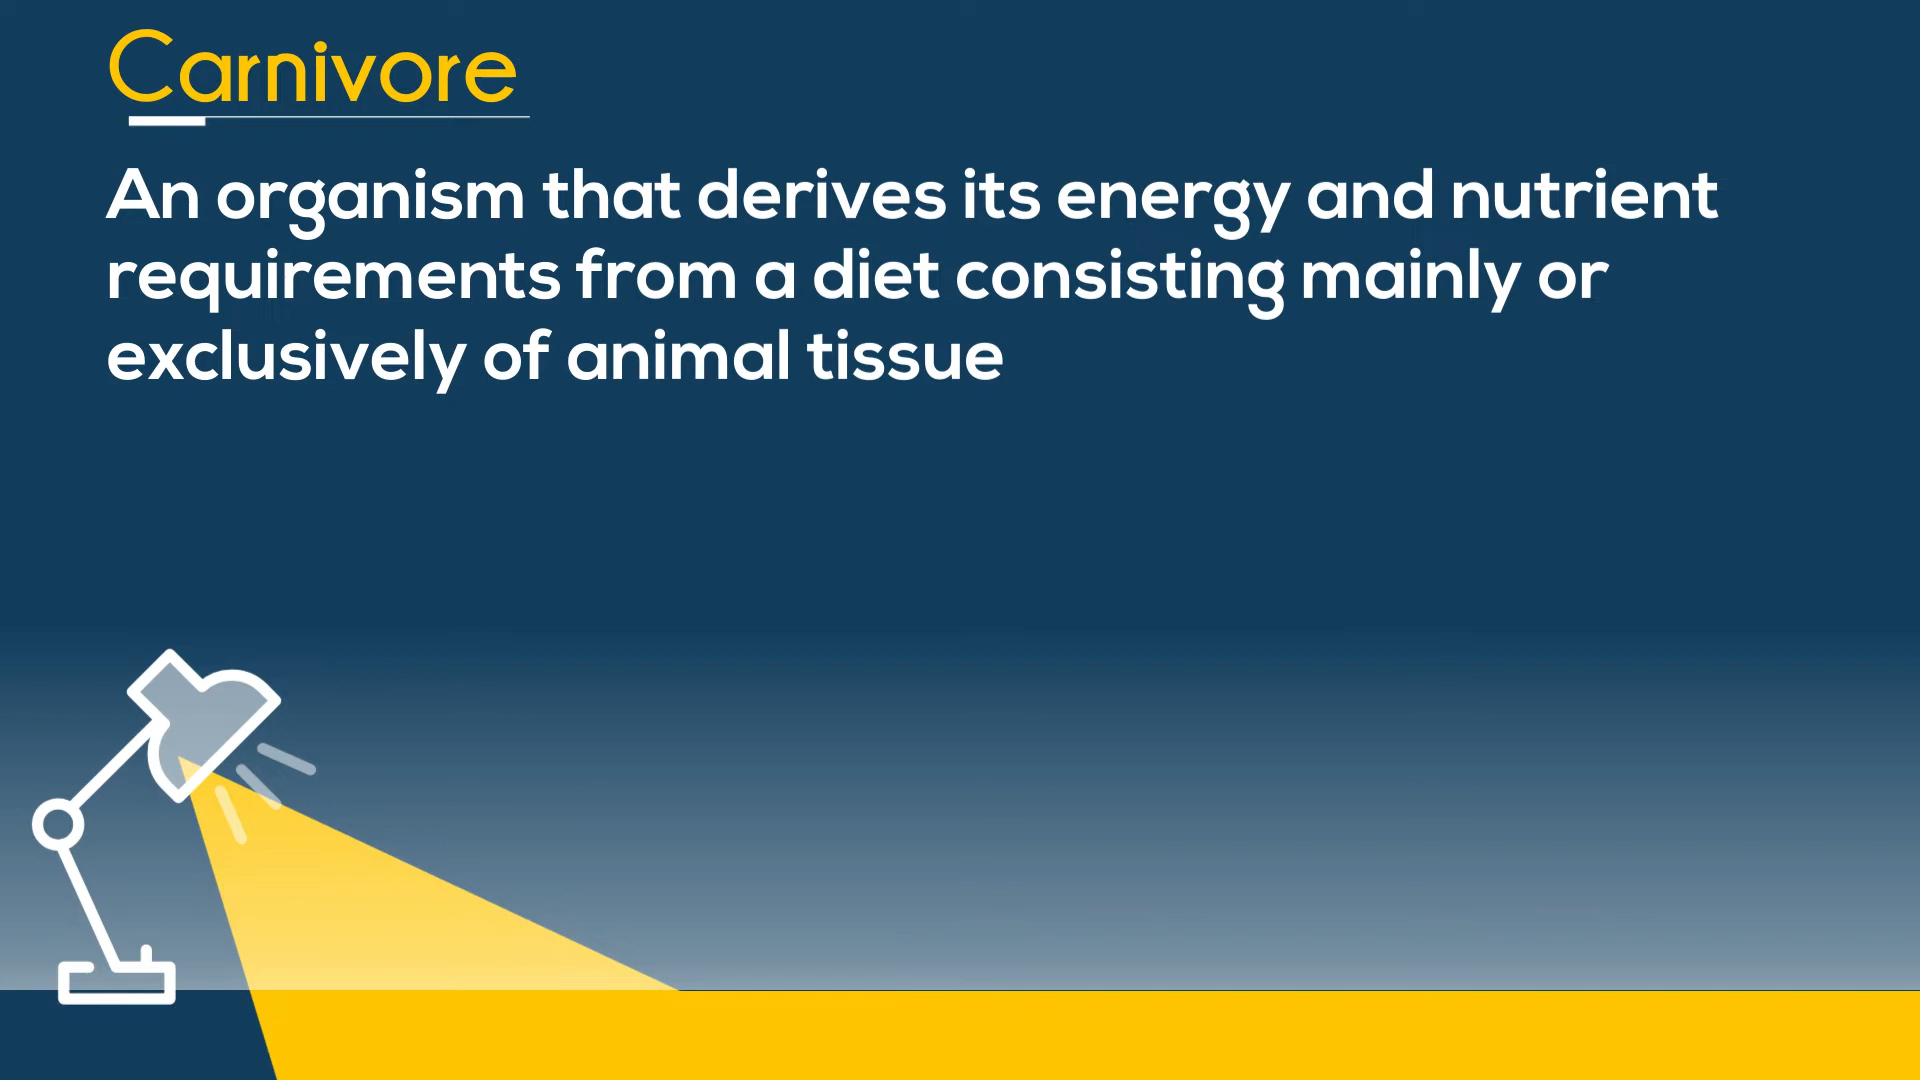 Carnivore
An organism that derives its energy and nutrient
requirements from a diet consisting mainly or
exclusively of animal tissue